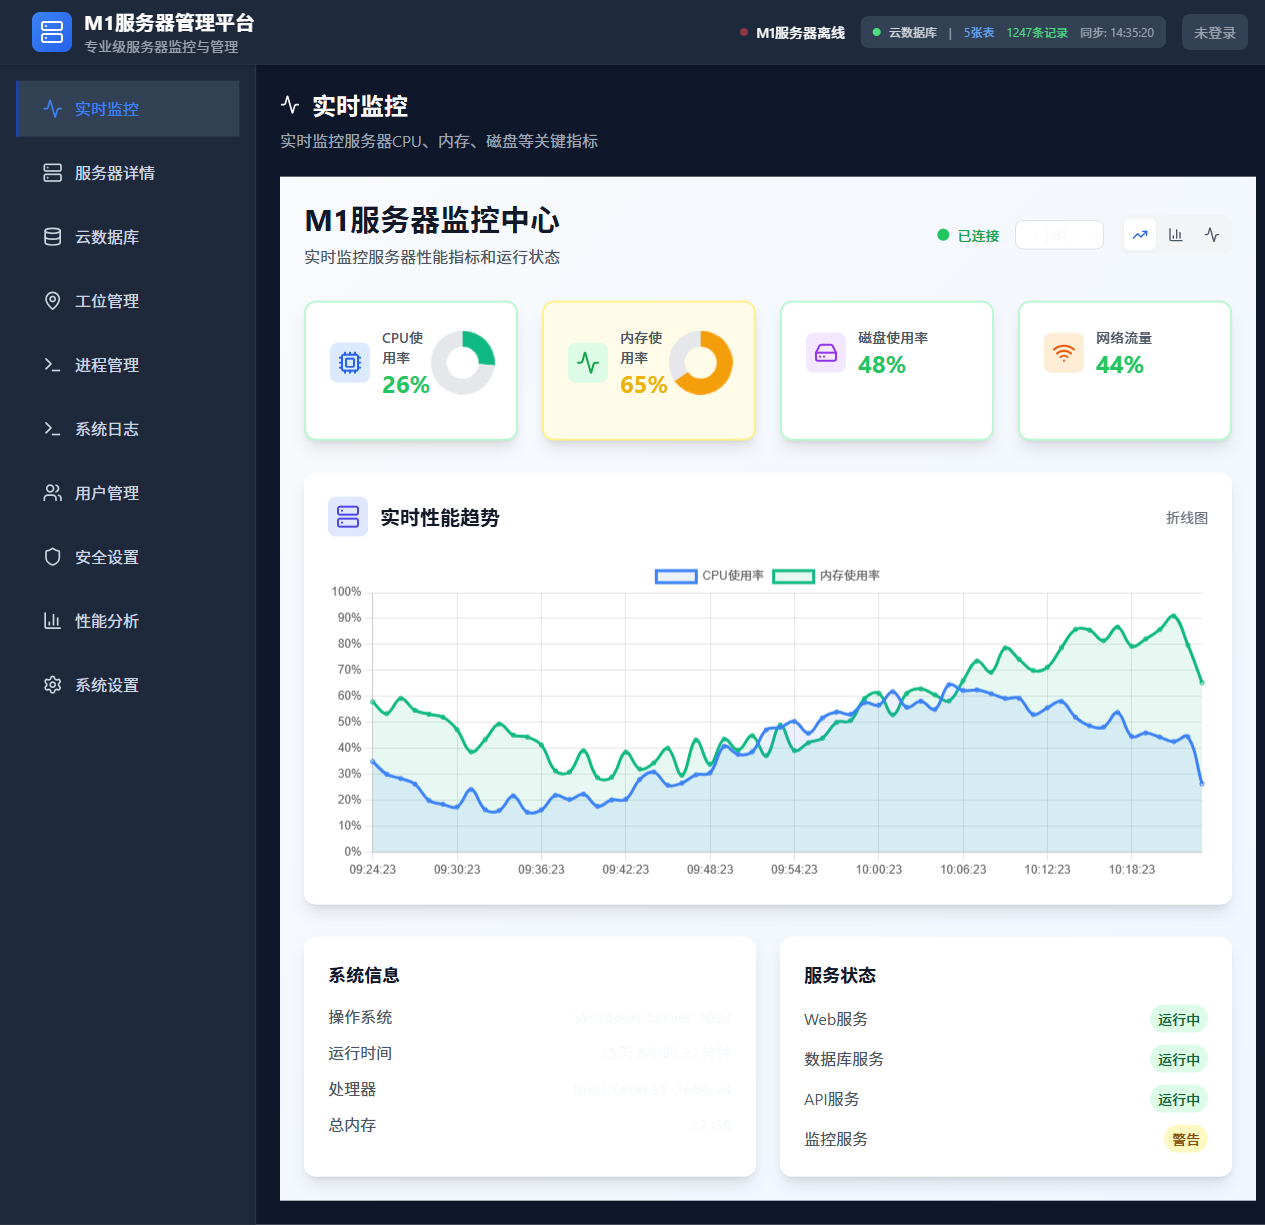 M1服务器管理平台
专业级服务器监控与管理
M1服务器离线
云数据库 | 5张表 1247条记录 同步: 14:35:20
未登录
实时监控
服务器详情
云数据库
工位管理
进程管理
系统日志
用户管理
安全设置
性能分析
系统设置
实时监控
实时监控服务器CPU、内存、磁盘等关键指标
M1服务器监控中心
实时监控服务器性能指标和运行状态
已连接
1小时
CPU使
用率
26%
内存使
用率
65%
磁盘使用率
48%
网络流量
44%
实时性能趋势
折线图
CPU使用率 内存使用率
100%
90%
80%
70%
60%
50%
40%
30%
20%
10%
0%
09:24:23 09:30:23 09:36:23 09:42:23 09:48:23 09:54:23 10:00:23 10:06:23 10:12:23 10:18:23
系统信息
操作系统 Windows Server 2022
运行时间 15天 8小时 32分钟
处理器 Intel Xeon E5-2686 v4
总内存 32 GB
服务状态
Web服务 运行中
数据库服务 运行中
API服务 运行中
监控服务 警告